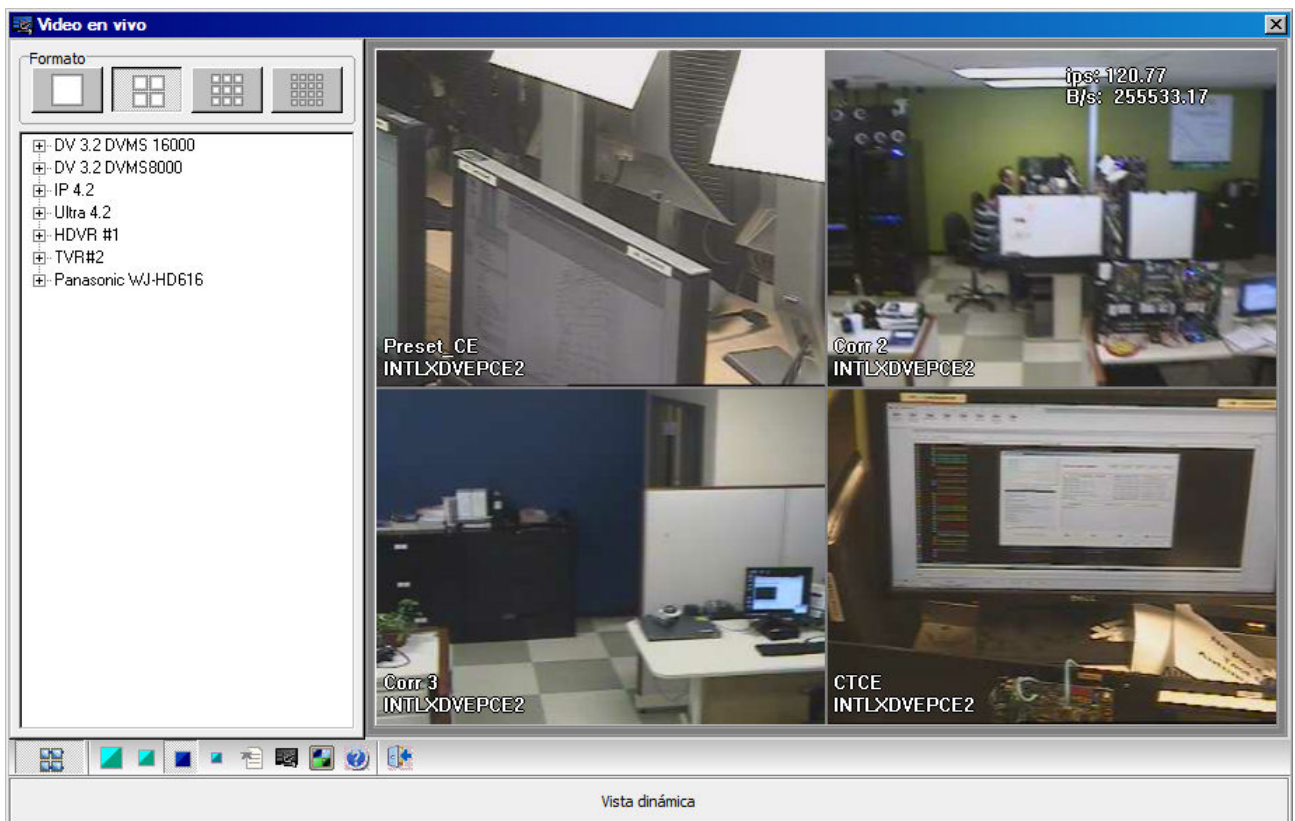 Video en vivo
Formato
DV 3.2 DVMS 16000
DV 3.2 DVMS8000
IP 4.2
Ultra 4.2
HDVR #1
TVR#2
Panasonic WJ-HD616
ips: 120.77
B/s: 255533.17
Preset_CE
INTLXDVEPCE2
Corr 2
INTLXDVEPCE2
Corr 3
INTLXDVEPCE2
DELL
CTCE
INTLXDVEPCE2
Vista dinámica